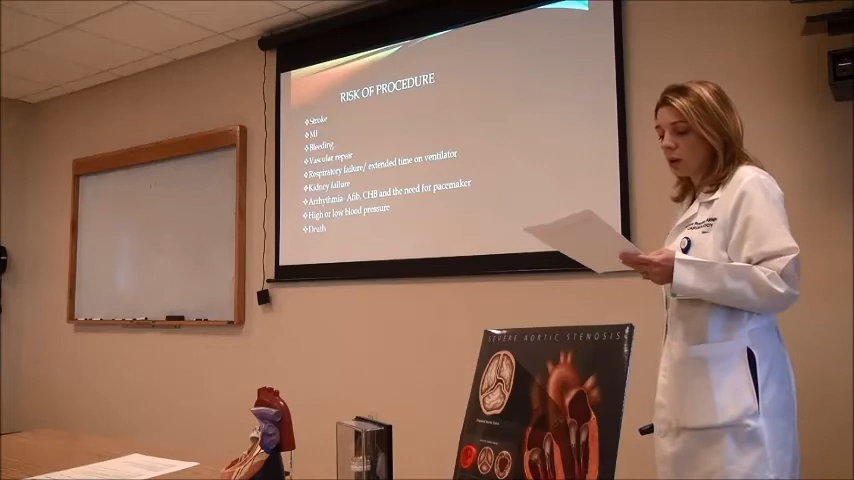 RISK OF PROCEDURE
❖Stroke
❖MI
❖Bleeding
❖Vascular repair
❖Respiratory failure/ extended time on ventilator
❖Kidney failure
❖Arrhythmia- Afib, CHB and the need for pacemaker
❖High or low blood pressure
❖Death
SEVERE AORTIC STENOSIS